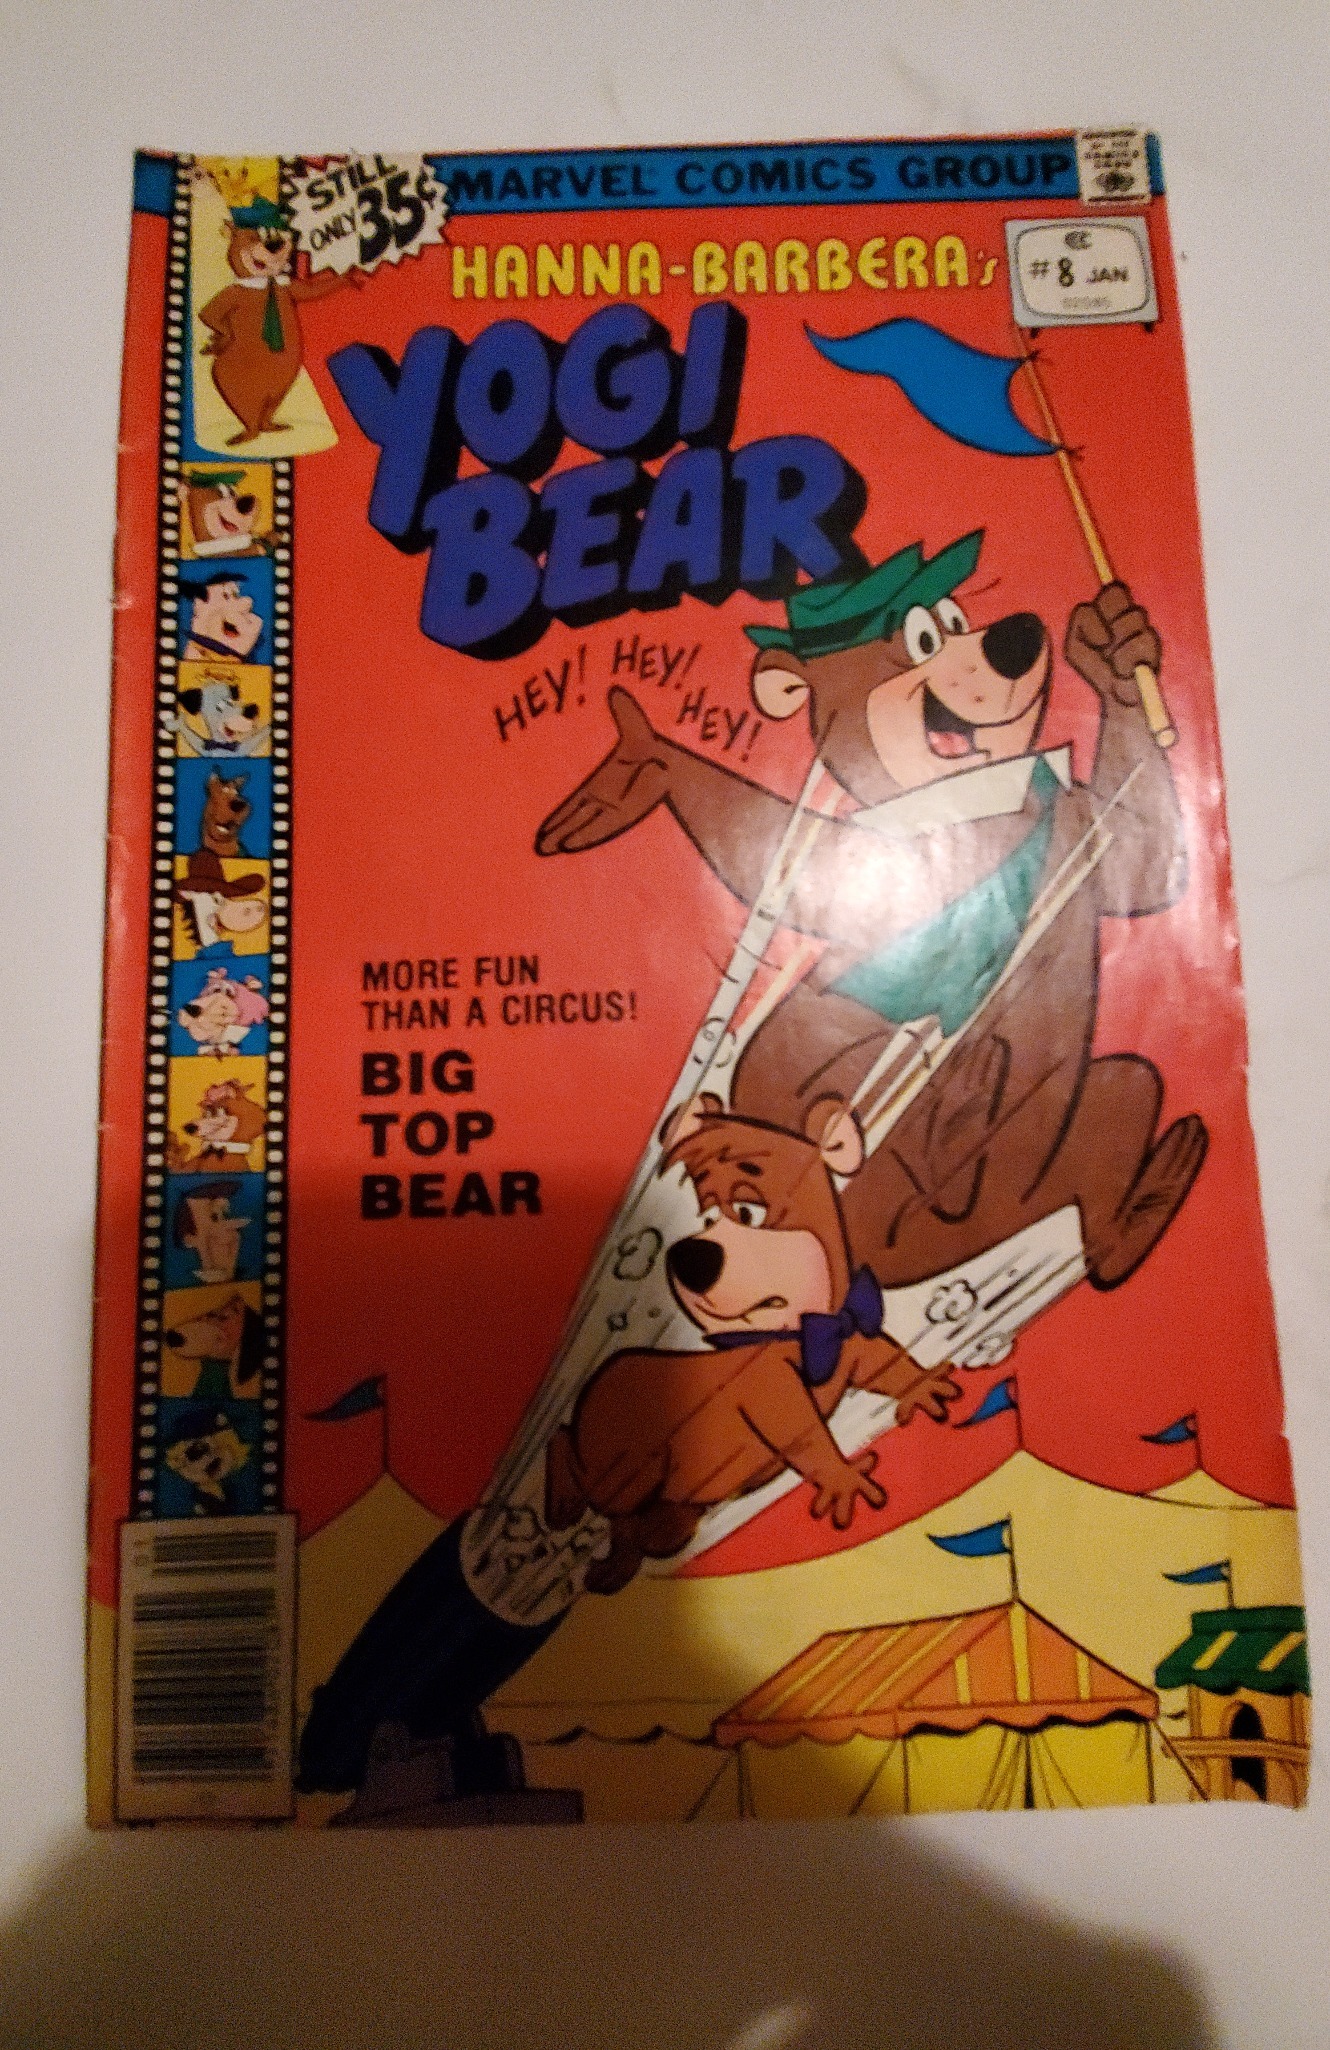 STILL
ONLY 35¢
MARVEL COMICS GROUP
HANNA-BARBERA's
#8 JAN
02045
YOGI
BEAR
HEY! HEY!
HEY!
MORE FUN
THAN A CIRCUS!
BIG
TOP
BEAR